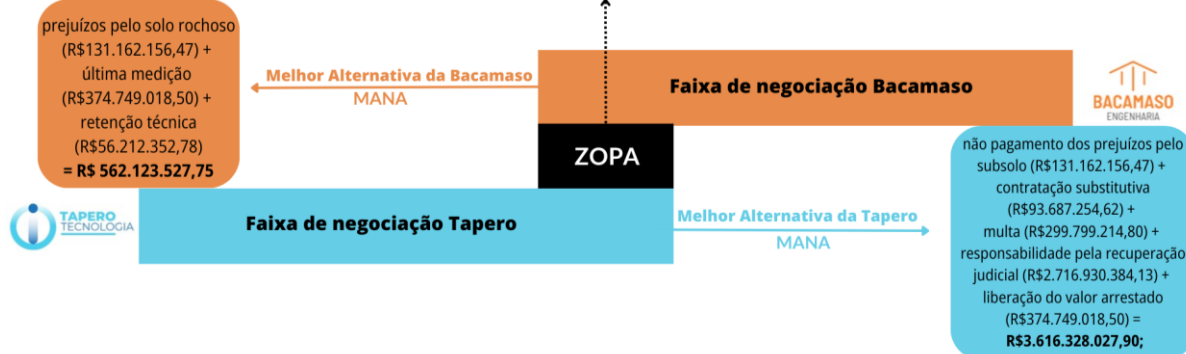 prejuízos pelo solo rochoso
(R$131.162.156,47) +
última medição
(R$374.749.018,50) +
retenção técnica
(R$56.212.352,78)
= R$ 562.123.527,75
Melhor Alternativa da Bacamaso
MANA
Faixa de negociação Bacamaso
BACAMASO
ENGENHARIA
ZOPA
TAPERO
TECNOLOGIA
Faixa de negociação Tapero
Melhor Alternativa da Tapero
MANA
não pagamento dos prejuízos pelo
subsolo (R$131.162.156,47) +
contratação substitutiva
(R$93.687.254,62) +
multa (R$299.799.214,80) +
responsabilidade pela recuperação
judicial (R$2.716.930.384,13) +
liberação do valor arrestado
(R$374.749.018,50) =
R$3.616.328.027,90;